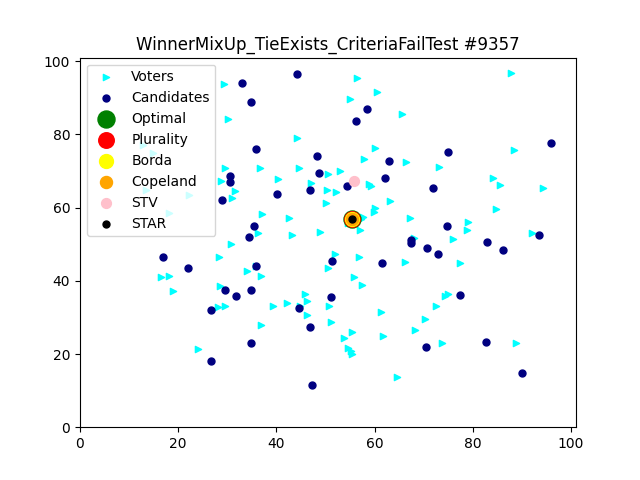 WinnerMixUp_TieExists_CriteriaFailTest #9357
100
80
60
40
20
0
Voters
Candidates
Optimal
Plurality
Borda
Copeland
STV
STAR
0 20 40 60 80 100